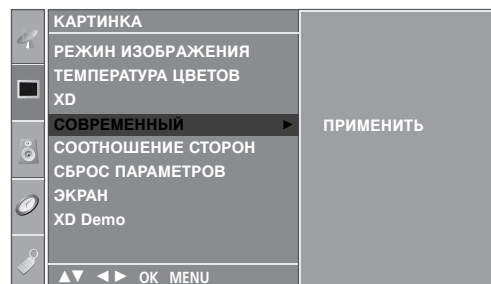 КАРТИНКА
РЕЖИН ИЗОБРАЖЕНИЯ
ТЕМПЕРАТУРА ЦВЕТОВ
XD
СОВРЕМЕННЫЙ ►
ПРИМЕНИТЬ
СООТНОШЕНИЕ СТОРОН
СБРОС ПАРАМЕТРОВ
ЭКРАН
XD Demo
▲▼ ◄► OK MENU